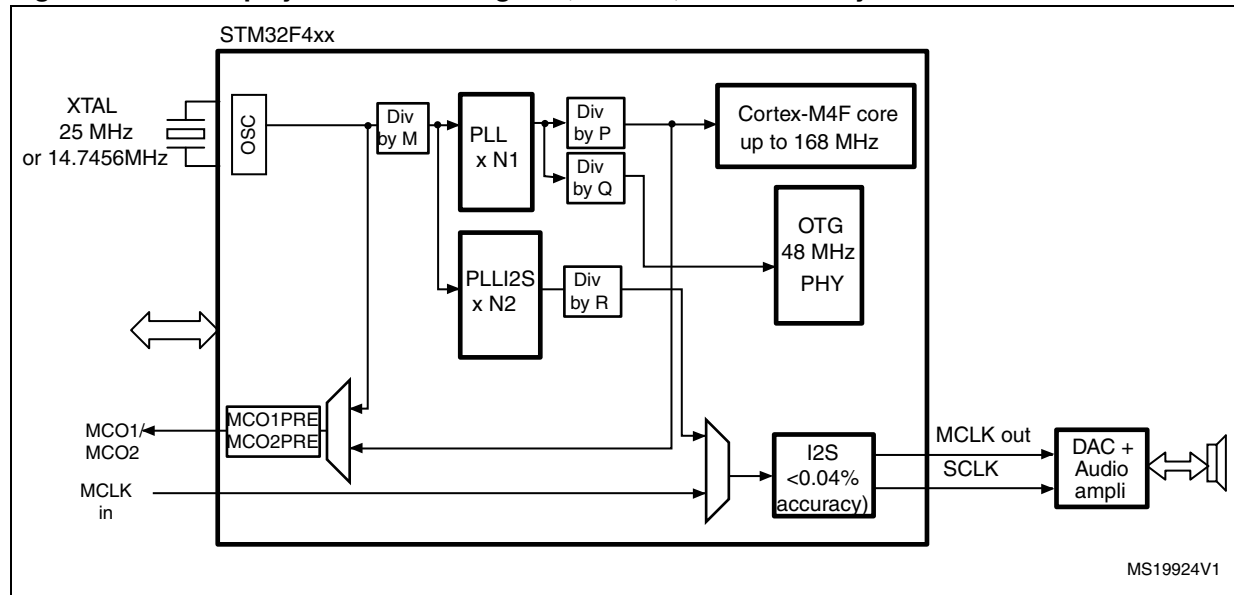 STM32F4xx
XTAL
25 MHz
or 14.7456MHz
OSC
Div
by M
PLL
x N1
Div
by P
Div
by Q
Cortex-M4F core
up to 168 MHz
OTG
48 MHz
PHY
PLLI2S
x N2
Div
by R
MCO1PRE
MCO2PRE
MCO1/
MCO2
MCLK
in
I2S
<0.04%
accuracy)
MCLK out
SCLK
DAC +
Audio
ampli
MS19924V1